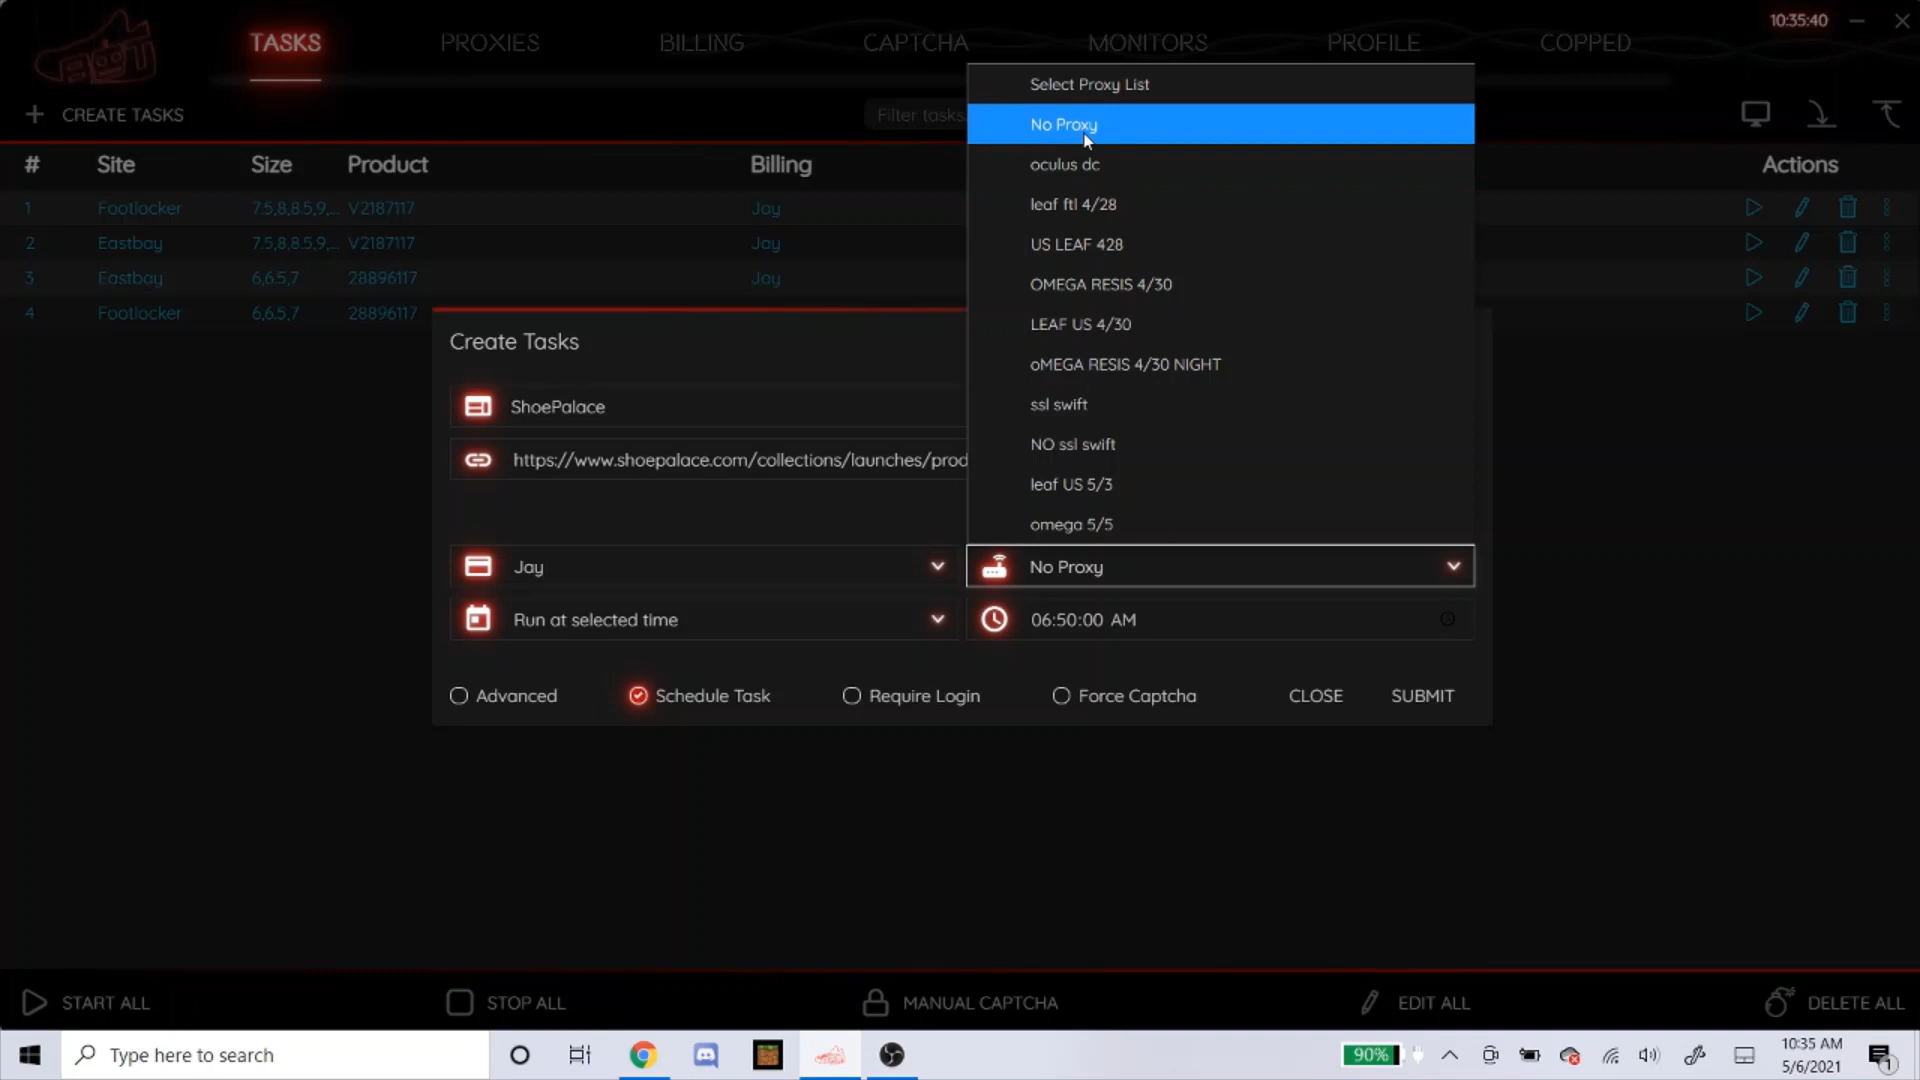 10:35:40
TASKS
PROXIES
BILLING
CAPTCHA
MONITORS
PROFILE
COPPED
CREATE TASKS
Filter tasks
# Site Size Product Billing Actions
1 Footlocker 7.5,8,8.5,9,... V2187117 Jay
2 Eastbay 7.5,8,8.5,9,... V2187117 Jay
3 Eastbay 6,6.5,7 28896117 Jay
4 Footlocker 6,6.5,7 28896117
Select Proxy List
No Proxy
oculus dc
leaf ftl 4/28
US LEAF 428
OMEGA RESIS 4/30
LEAF US 4/30
oMEGA RESIS 4/30 NIGHT
ssl swift
NO ssl swift
leaf US 5/3
omega 5/5
Create Tasks
ShoePalace
https://www.shoepalace.com/collections/launches/prod
Jay
No Proxy
Run at selected time
06:50:00 AM
Advanced
Schedule Task
Require Login
Force Captcha
CLOSE
SUBMIT
START ALL
STOP ALL
MANUAL CAPTCHA
EDIT ALL
DELETE ALL
Type here to search
90%
10:35 AM
5/6/2021
1